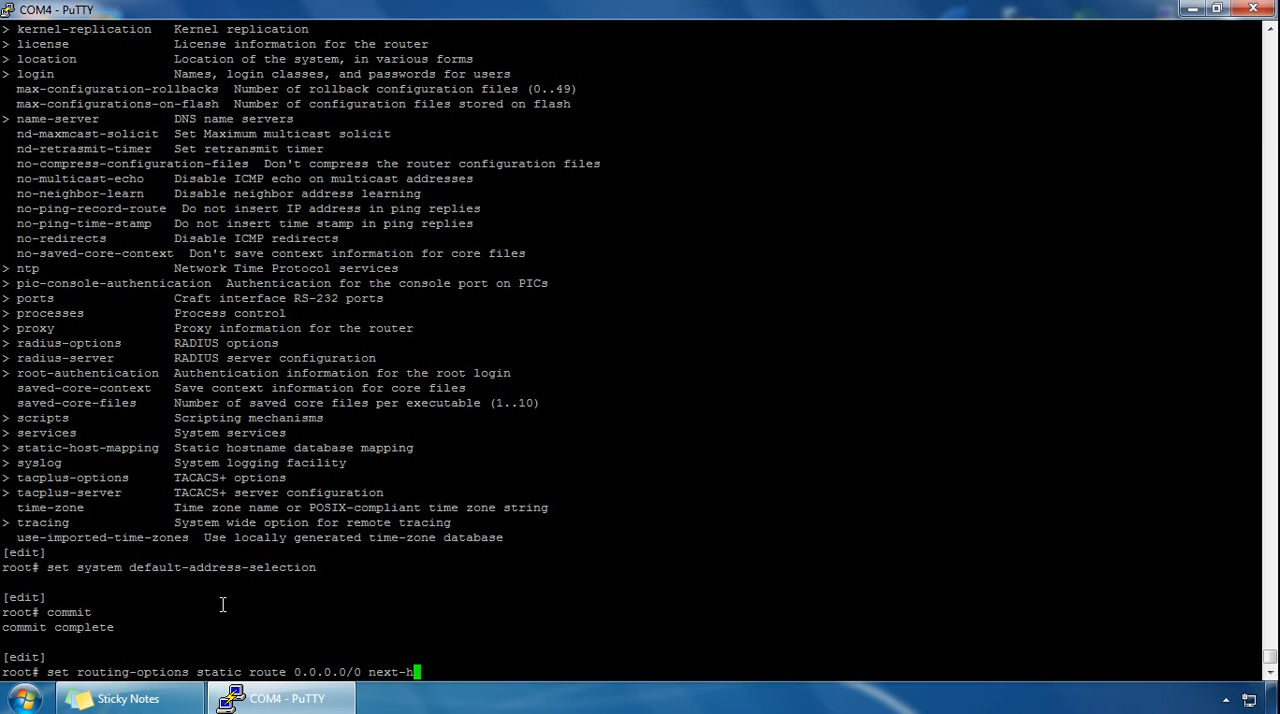 COM4 - PuTTY
> kernel-replication   Kernel replication
> license              License information for the router
> location             Location of the system, in various forms
> login                Names, login classes, and passwords for users
  max-configuration-rollbacks  Number of rollback configuration files (0..49)
  max-configurations-on-flash  Number of configuration files stored on flash
> name-server          DNS name servers
  nd-maxmcast-solicit  Set Maximum multicast solicit
  nd-retrasmit-timer   Set retransmit timer
  no-compress-configuration-files  Don't compress the router configuration files
  no-multicast-echo    Disable ICMP echo on multicast addresses
  no-neighbor-learn    Disable neighbor address learning
  no-ping-record-route  Do not insert IP address in ping replies
  no-ping-time-stamp   Do not insert time stamp in ping replies
  no-redirects         Disable ICMP redirects
  no-saved-core-context  Don't save context information for core files
> ntp                  Network Time Protocol services
> pic-console-authentication  Authentication for the console port on PICs
> ports                Craft interface RS-232 ports
> processes            Process control
> proxy                Proxy information for the router
> radius-options       RADIUS options
> radius-server        RADIUS server configuration
> root-authentication  Authentication information for the root login
  saved-core-context   Save context information for core files
  saved-core-files     Number of saved core files per executable (1..10)
> scripts              Scripting mechanisms
> services             System services
> static-host-mapping  Static hostname database mapping
> syslog               System logging facility
> tacplus-options      TACACS+ options
> tacplus-server       TACACS+ server configuration
  time-zone            Time zone name or POSIX-compliant time zone string
> tracing              System wide option for remote tracing
  use-imported-time-zones  Use locally generated time-zone database
[edit]
root# set system default-address-selection
[edit]
root# commit
commit complete
[edit]
root# set routing-options static route 0.0.0.0/0 next-h
Sticky Notes
COM4 - PuTTY